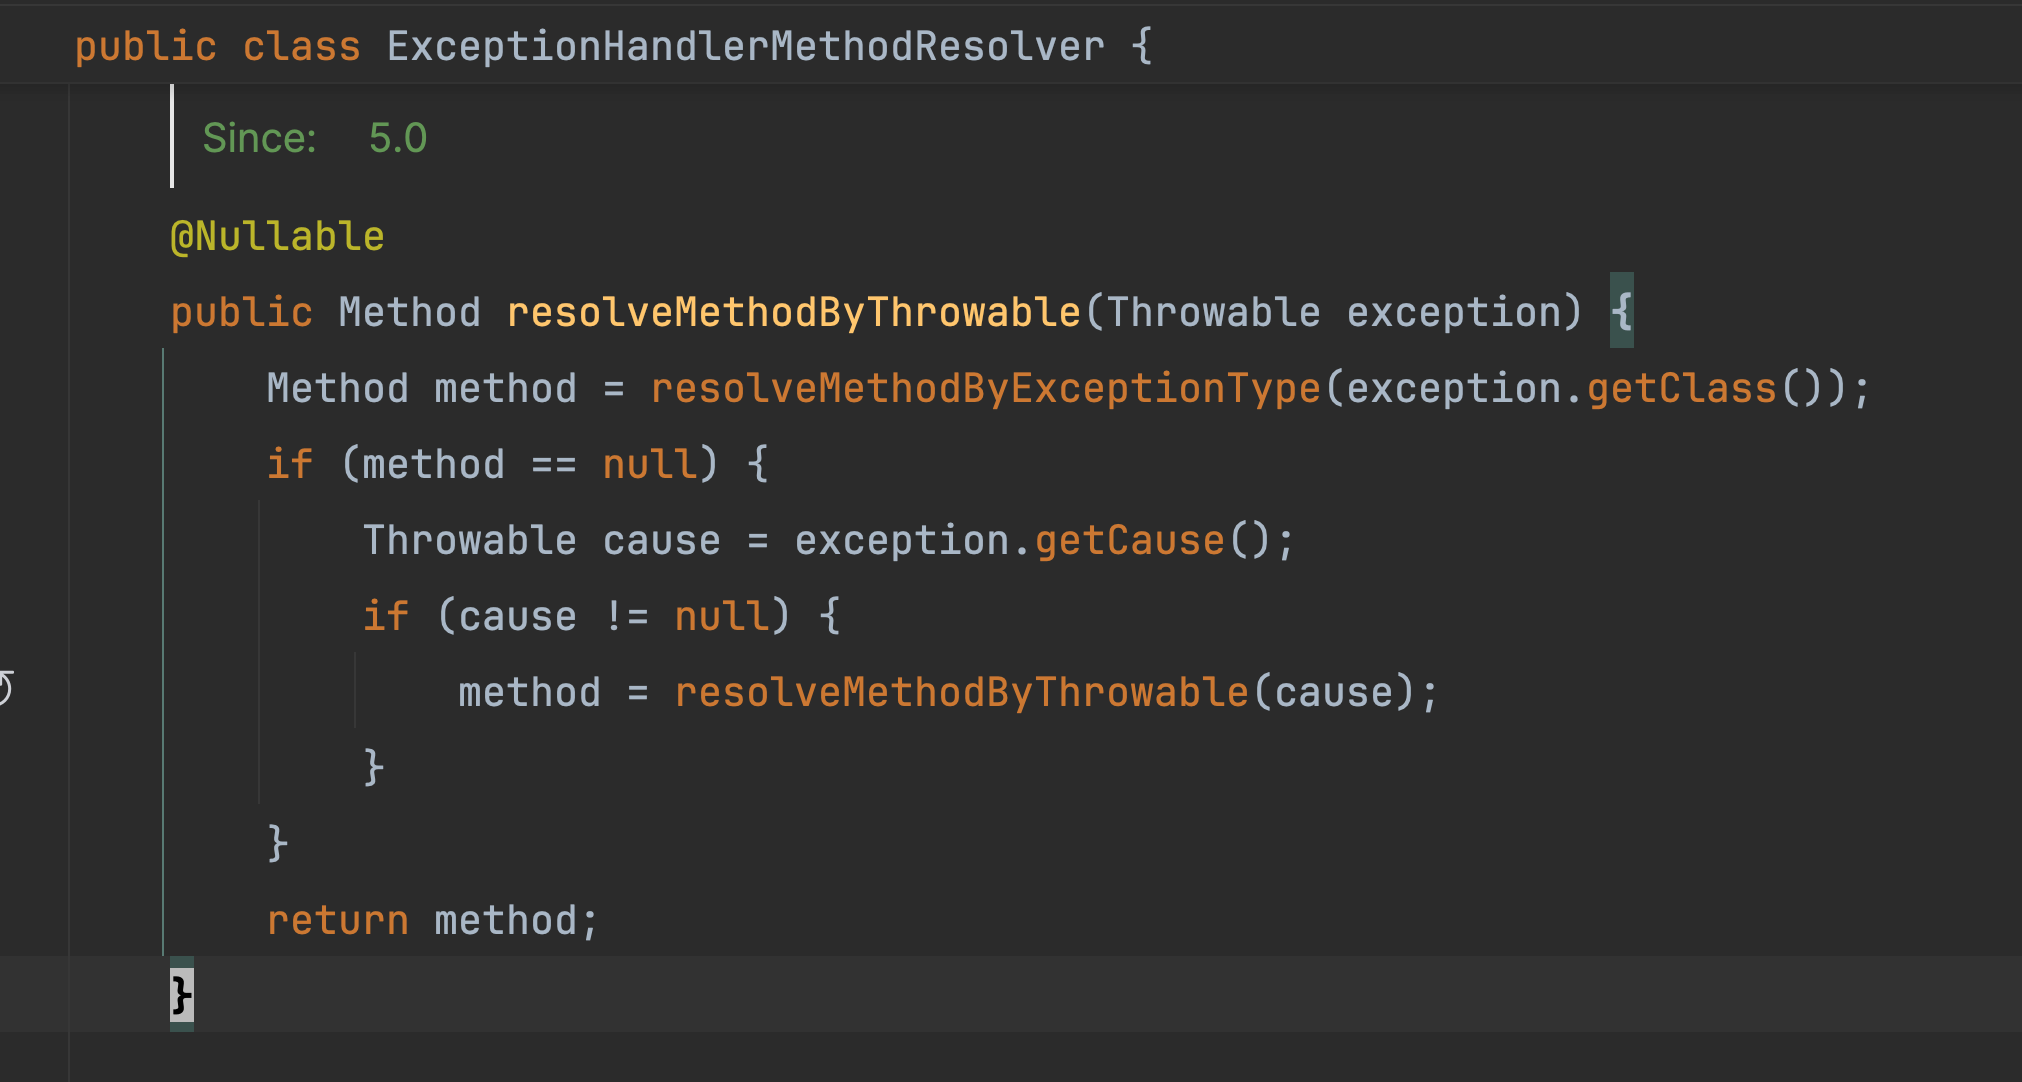 public class ExceptionHandlerMethodResolver {
Since: 5.0
@Nullable
public Method resolveMethodByThrowable(Throwable exception) {
Method method = resolveMethodByExceptionType(exception.getClass());
if (method == null) {
Throwable cause = exception.getCause();
if (cause != null) {
method = resolveMethodByThrowable(cause);
}
}
return method;
}